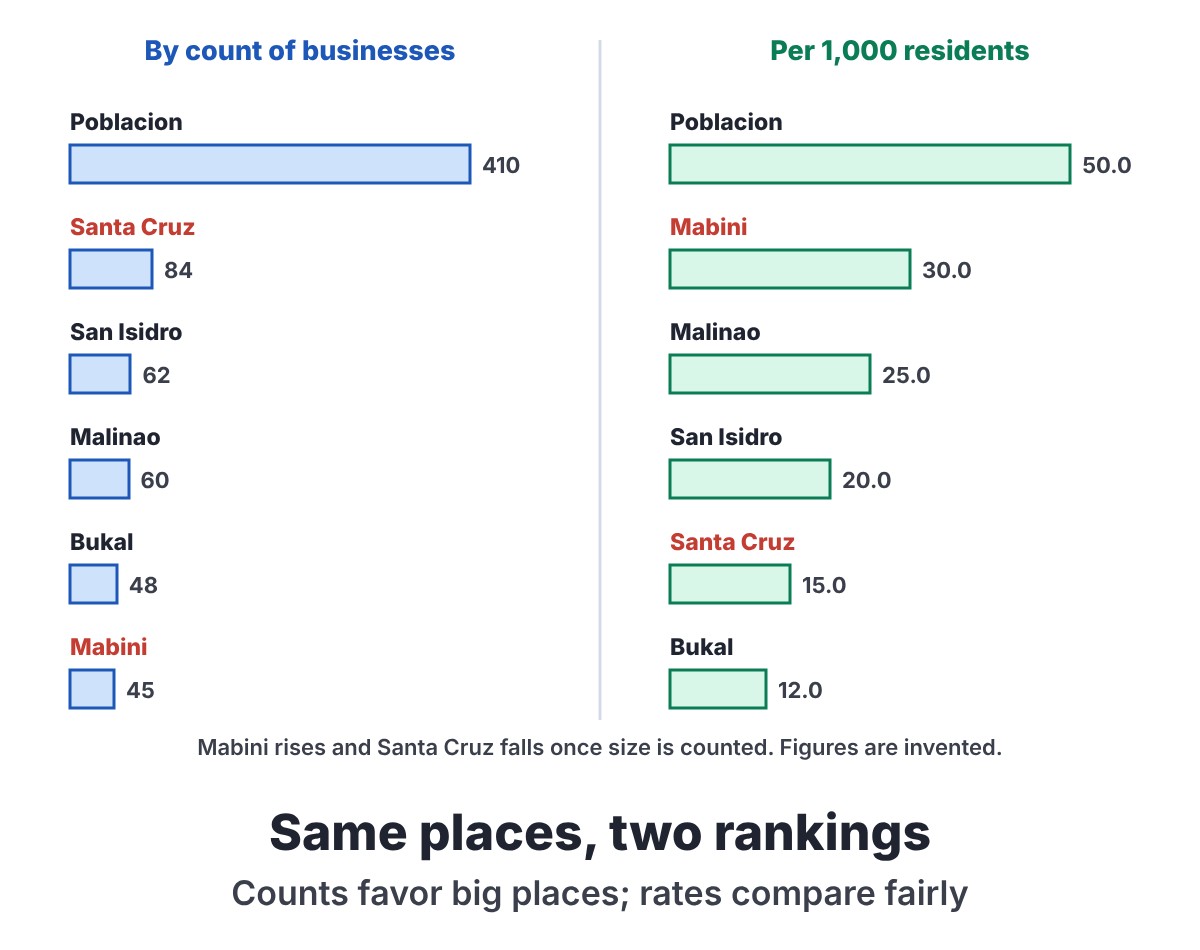 By count of businesses
Poblacion
410
Santa Cruz
84
San Isidro
62
Malinao
60
Bukal
48
Mabini
45
Per 1,000 residents
Poblacion
50.0
Mabini
30.0
Malinao
25.0
San Isidro
20.0
Santa Cruz
15.0
Bukal
12.0
Mabini rises and Santa Cruz falls once size is counted. Figures are invented.
Same places, two rankings
Counts favor big places; rates compare fairly